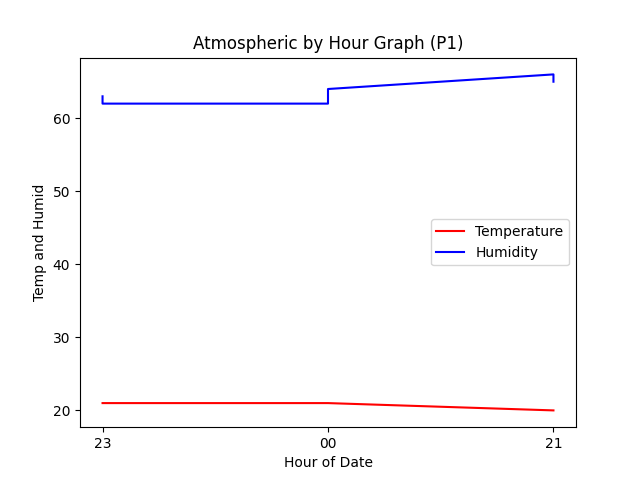 Atmospheric by Hour Graph (P1)
Temp and Humid
60
50
40
30
20
Temperature
Humidity
23 00 21
Hour of Date